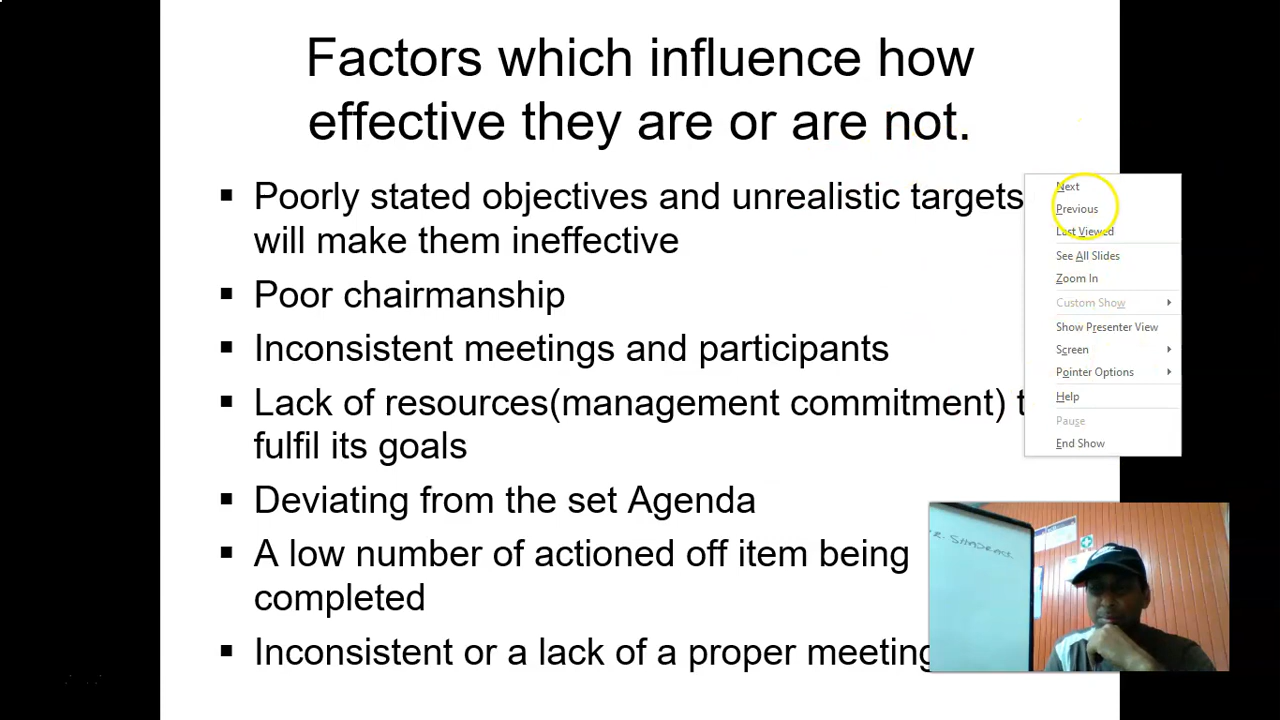 Factors which influence how
effective they are or are not.
▪ Poorly stated objectives and unrealistic targets
will make them ineffective
▪ Poor chairmanship
▪ Inconsistent meetings and participants
▪ Lack of resources(management commitment) t
fulfil its goals
▪ Deviating from the set Agenda
▪ A low number of actioned off item being
completed
▪ Inconsistent or a lack of a proper meeting
Next
Previous
Last Viewed
See All Slides
Zoom In
Custom Show
Show Presenter View
Screen
Pointer Options
Help
Pause
End Show